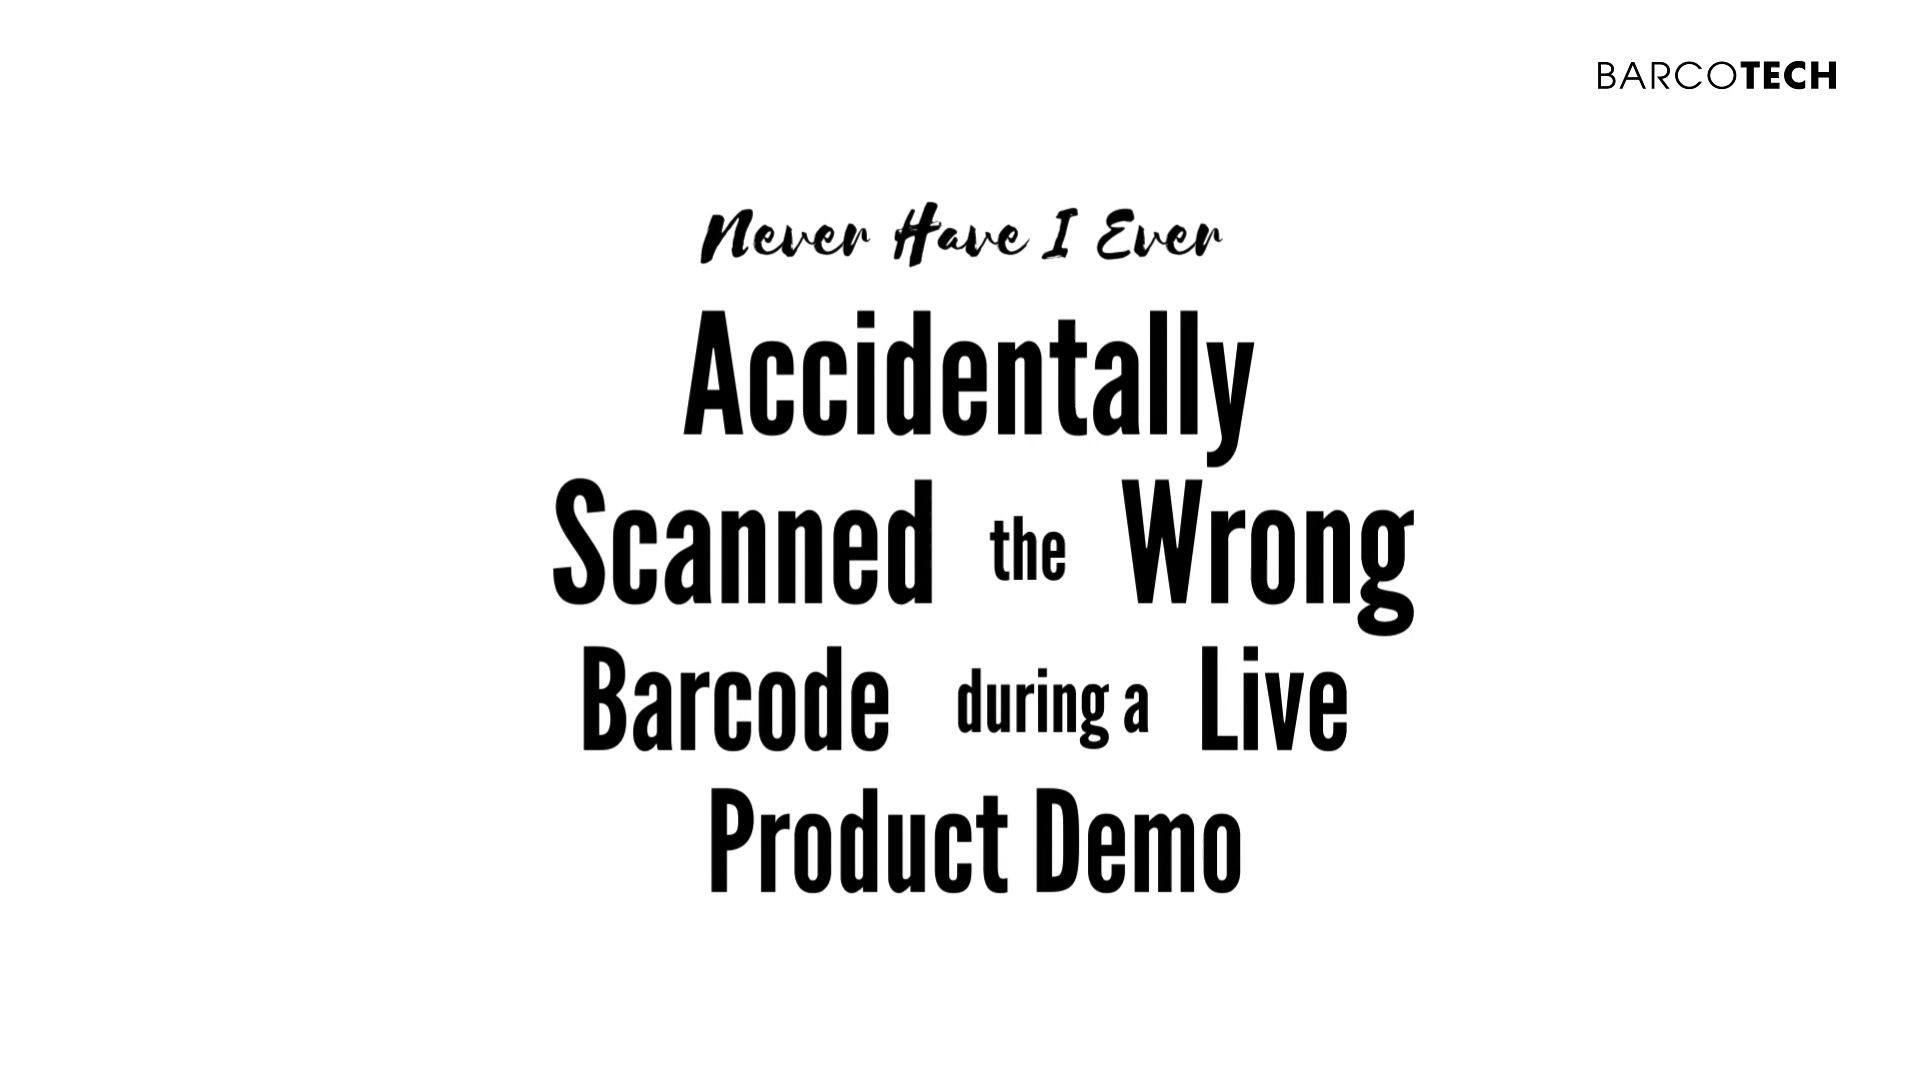 BARCOTECH
Never Have I Ever
Accidentally
Scanned the Wrong
Barcode during a Live
Product Demo